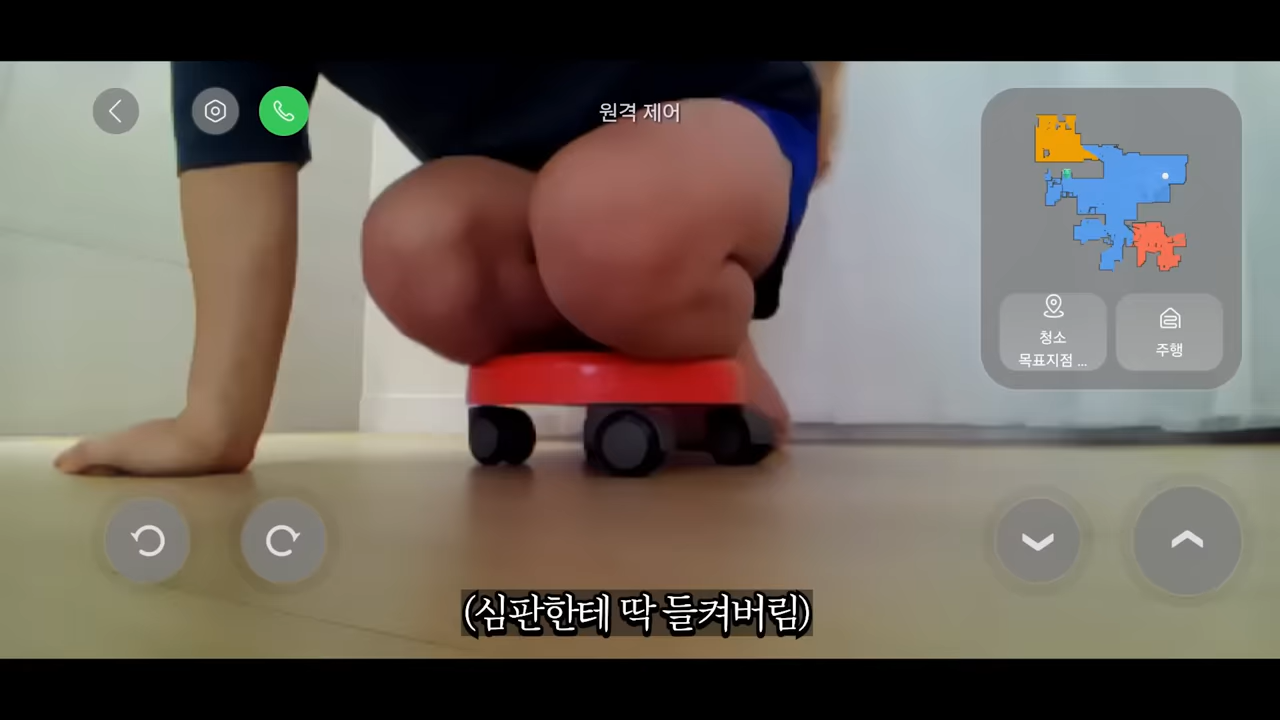 원격 제어
청소
목표지점 ...
주행
(심판한테 딱 들켜버림)